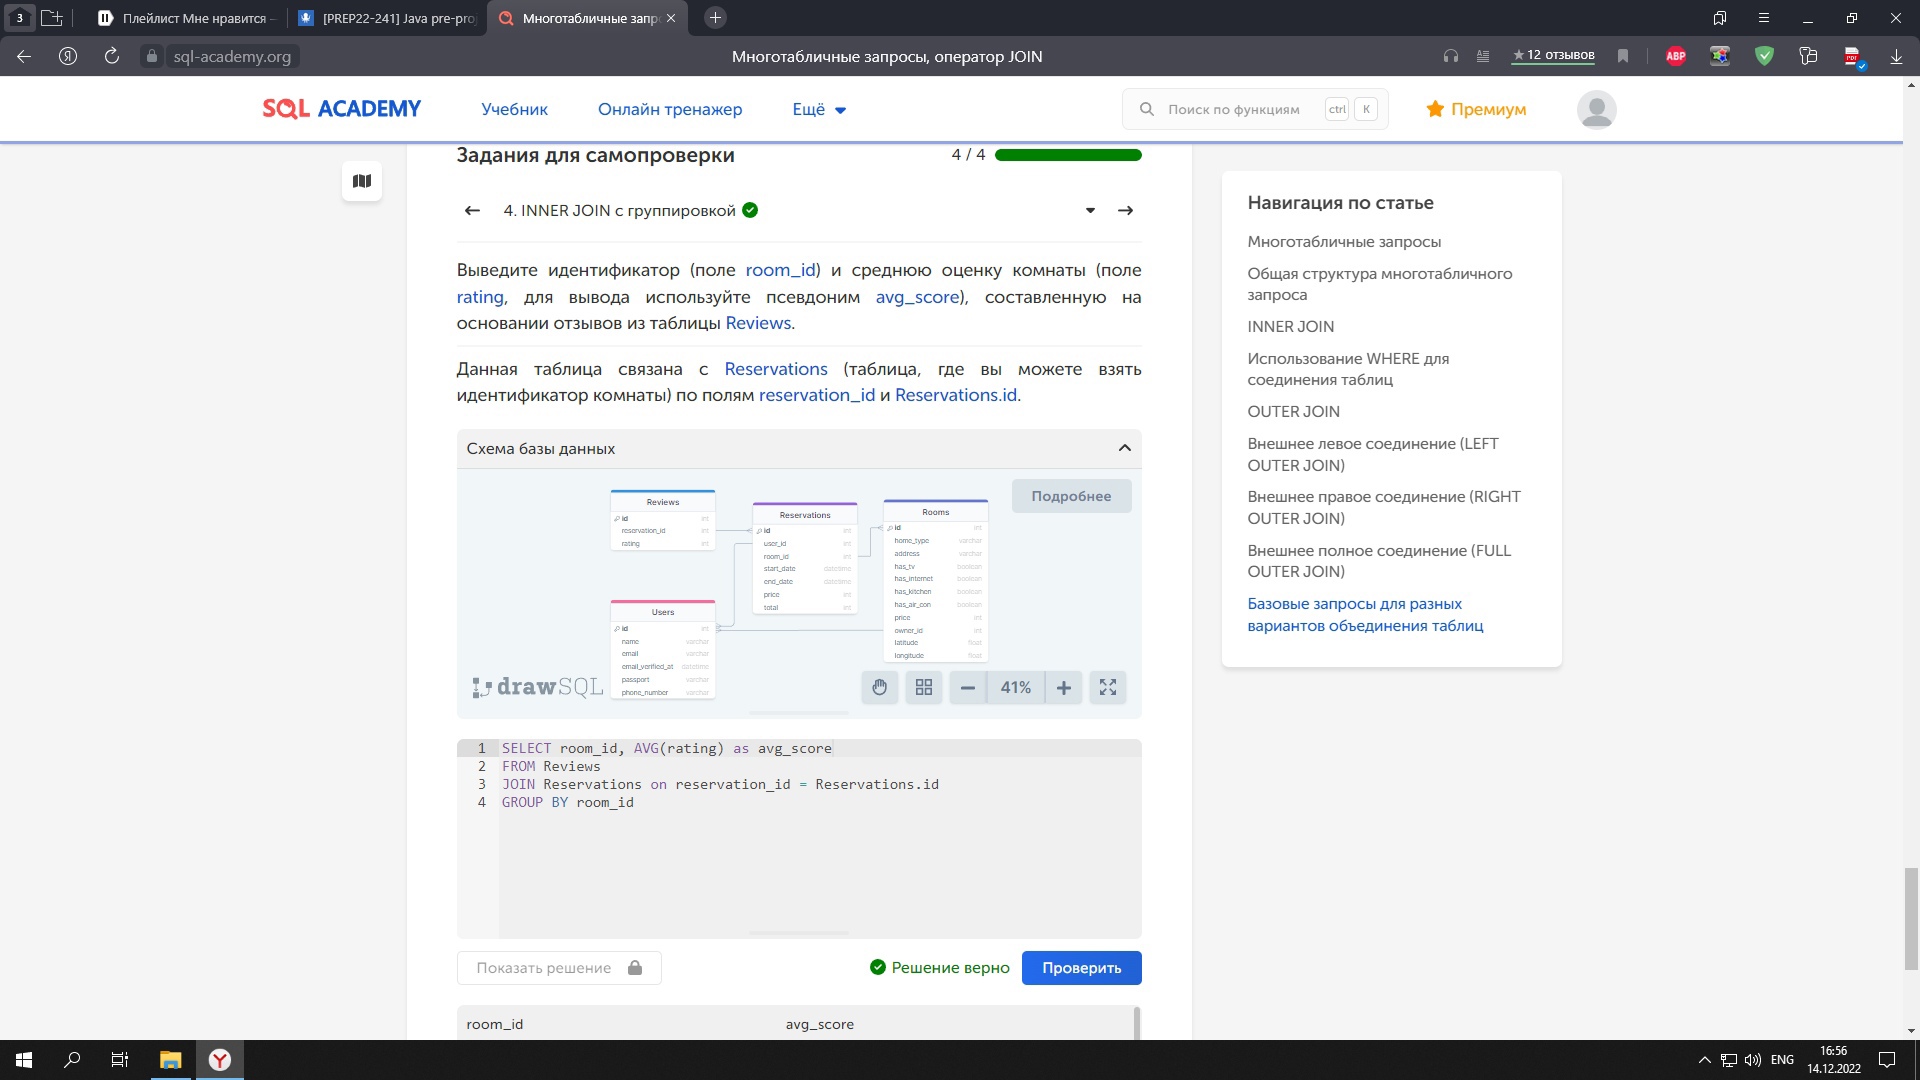 3
Плейлист Мне нравится –
[PREP22-241] Java pre-proj
Многотабличные запр
sql-academy.org
Многотабличные запросы, оператор JOIN
★12 отзывов
ABP
SQL ACADEMY
Учебник
Онлайн тренажер
Ещё
Поиск по функциям
ctrl
K
Премиум
Задания для самопроверки
4 / 4
4. INNER JOIN с группировкой
Выведите идентификатор (поле room_id) и среднюю оценку комнаты (поле
rating, для вывода используйте псевдоним avg_score), составленную на
основании отзывов из таблицы Reviews.
Данная таблица связана с Reservations (таблица, где вы можете взять
идентификатор комнаты) по полям reservation_id и Reservations.id.
Схема базы данных
Подробнее
Reviews
id int
reservation_id int
rating int
Reservations
id int
user_id int
room_id int
start_date datetime
end_date datetime
price int
total int
Rooms
id int
home_type varchar
address varchar
has_tv boolean
has_internet boolean
has_kitchen boolean
has_air_con boolean
price int
owner_id int
latitude float
longitude float
Users
id int
name varchar
email varchar
email_verified_at datetime
passport varchar
phone_number varchar
drawSQL
41%
1 SELECT room_id, AVG(rating) as avg_score
2 FROM Reviews
3 JOIN Reservations on reservation_id = Reservations.id
4 GROUP BY room_id
Показать решение
Решение верно
Проверить
room_id
avg_score
Навигация по статье
Многотабличные запросы
Общая структура многотабличного
запроса
INNER JOIN
Использование WHERE для
соединения таблиц
OUTER JOIN
Внешнее левое соединение (LEFT
OUTER JOIN)
Внешнее правое соединение (RIGHT
OUTER JOIN)
Внешнее полное соединение (FULL
OUTER JOIN)
Базовые запросы для разных
вариантов объединения таблиц
ENG
16:56
14.12.2022